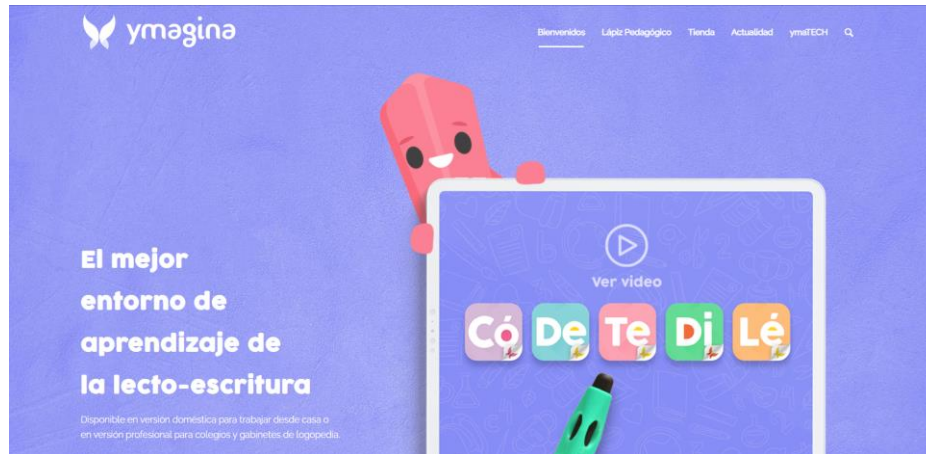 ymagina
Bienvenidos Lápiz Pedagógico Tienda Actualidad ymaTECH
El mejor
entorno de
aprendizaje de
la lecto-escritura
Disponible en versión doméstica para trabajar desde casa o
en versión profesional para colegios y gabinetes de logopedia.
Ver video
Có De Te Di Lé